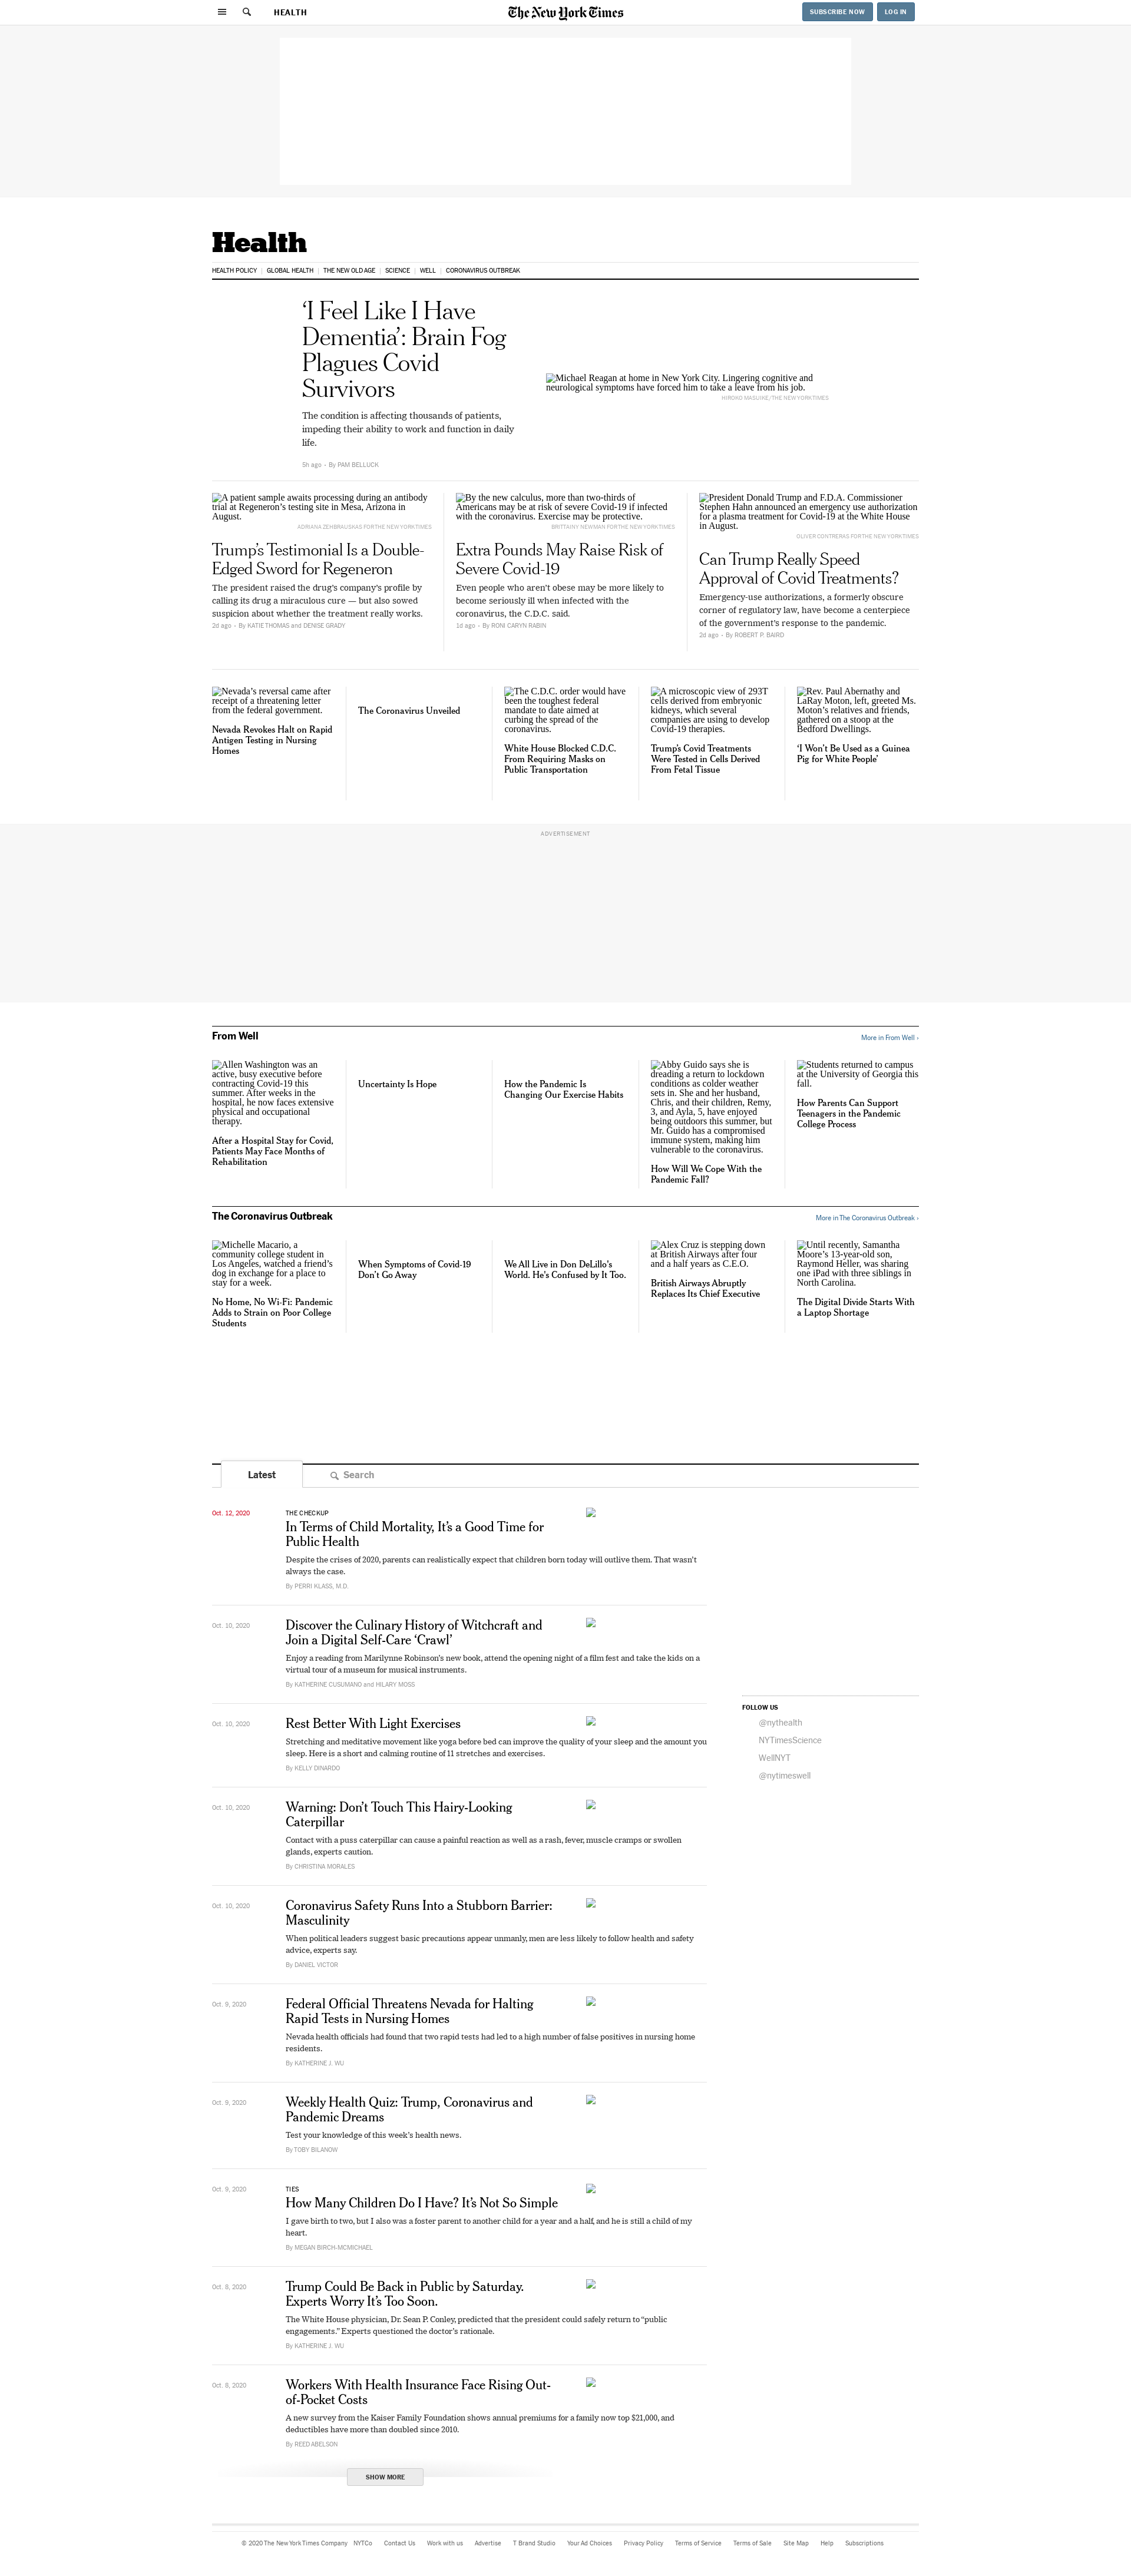 HEALTH
The New York Times
SUBSCRIBE NOW
LOG IN
Health
HEALTH POLICY
GLOBAL HEALTH
THE NEW OLD AGE
SCIENCE
WELL
CORONAVIRUS OUTBREAK
‘I Feel Like I Have
Dementia’: Brain Fog
Plagues Covid
Survivors
The condition is affecting thousands of patients,
impeding their ability to work and function in daily
life.
5h ago • By PAM BELLUCK
Michael Reagan at home in New York City. Lingering cognitive and
neurological symptoms have forced him to take a leave from his job.
HIROKO MASUIKE/THE NEW YORK TIMES
A patient sample awaits processing during an antibody
trial at Regeneron’s testing site in Mesa, Arizona in
August.
ADRIANA ZEHBRAUSKAS FOR THE NEW YORK TIMES
Trump’s Testimonial Is a Double-
Edged Sword for Regeneron
The president raised the drug’s company’s profile by
calling its drug a miraculous cure — but also sowed
suspicion about whether the treatment really works.
2d ago • By KATIE THOMAS and DENISE GRADY
By the new calculus, more than two-thirds of
Americans may be at risk of severe Covid-19 if infected
with the coronavirus. Exercise may be protective.
BRITTAINY NEWMAN FOR THE NEW YORK TIMES
Extra Pounds May Raise Risk of
Severe Covid-19
Even people who aren’t obese may be more likely to
become seriously ill when infected with the
coronavirus, the C.D.C. said.
1d ago • By RONI CARYN RABIN
President Donald Trump and F.D.A. Commissioner
Stephen Hahn announced an emergency use authorization
for a plasma treatment for Covid-19 at the White House
in August.
OLIVER CONTRERAS FOR THE NEW YORK TIMES
Can Trump Really Speed
Approval of Covid Treatments?
Emergency-use authorizations, a formerly obscure
corner of regulatory law, have become a centerpiece
of the government’s response to the pandemic.
2d ago • By ROBERT P. BAIRD
Nevada’s reversal came after
receipt of a threatening letter
from the federal government.
Nevada Revokes Halt on Rapid
Antigen Testing in Nursing
Homes
The Coronavirus Unveiled
The C.D.C. order would have
been the toughest federal
mandate to date aimed at
curbing the spread of the
coronavirus.
White House Blocked C.D.C.
From Requiring Masks on
Public Transportation
A microscopic view of 293T
cells derived from embryonic
kidneys, which several
companies are using to develop
Covid-19 therapies.
Trump’s Covid Treatments
Were Tested in Cells Derived
From Fetal Tissue
Rev. Paul Abernathy and
LaRay Moton, left, greeted Ms.
Moton’s relatives and friends,
gathered on a stoop at the
Bedford Dwellings.
‘I Won’t Be Used as a Guinea
Pig for White People’
ADVERTISEMENT
From Well
More in From Well ›
Allen Washington was an
active, busy executive before
contracting Covid-19 this
summer. After weeks in the
hospital, he now faces extensive
physical and occupational
therapy.
After a Hospital Stay for Covid,
Patients May Face Months of
Rehabilitation
Uncertainty Is Hope
How the Pandemic Is
Changing Our Exercise Habits
Abby Guido says she is
dreading a return to lockdown
conditions as colder weather
sets in. She and her husband,
Chris, and their children, Remy,
3, and Ayla, 5, have enjoyed
being outdoors this summer, but
Mr. Guido has a compromised
immune system, making him
vulnerable to the coronavirus.
How Will We Cope With the
Pandemic Fall?
Students returned to campus
at the University of Georgia this
fall.
How Parents Can Support
Teenagers in the Pandemic
College Process
The Coronavirus Outbreak
More in The Coronavirus Outbreak ›
Michelle Macario, a
community college student in
Los Angeles, watched a friend’s
dog in exchange for a place to
stay for a week.
No Home, No Wi-Fi: Pandemic
Adds to Strain on Poor College
Students
When Symptoms of Covid-19
Don’t Go Away
We All Live in Don DeLillo’s
World. He’s Confused by It Too.
Alex Cruz is stepping down
at British Airways after four
and a half years as C.E.O.
British Airways Abruptly
Replaces Its Chief Executive
Until recently, Samantha
Moore’s 13-year-old son,
Raymond Heller, was sharing
one iPad with three siblings in
North Carolina.
The Digital Divide Starts With
a Laptop Shortage
Latest
Search
Oct. 12, 2020
THE CHECKUP
In Terms of Child Mortality, It’s a Good Time for
Public Health
Despite the crises of 2020, parents can realistically expect that children born today will outlive them. That wasn’t
always the case.
By PERRI KLASS, M.D.
Oct. 10, 2020
Discover the Culinary History of Witchcraft and
Join a Digital Self-Care ‘Crawl’
Enjoy a reading from Marilynne Robinson’s new book, attend the opening night of a film fest and take the kids on a
virtual tour of a museum for musical instruments.
By KATHERINE CUSUMANO and HILARY MOSS
Oct. 10, 2020
Rest Better With Light Exercises
Stretching and meditative movement like yoga before bed can improve the quality of your sleep and the amount you
sleep. Here is a short and calming routine of 11 stretches and exercises.
By KELLY DINARDO
Oct. 10, 2020
Warning: Don’t Touch This Hairy-Looking
Caterpillar
Contact with a puss caterpillar can cause a painful reaction as well as a rash, fever, muscle cramps or swollen
glands, experts caution.
By CHRISTINA MORALES
Oct. 10, 2020
Coronavirus Safety Runs Into a Stubborn Barrier:
Masculinity
When political leaders suggest basic precautions appear unmanly, men are less likely to follow health and safety
advice, experts say.
By DANIEL VICTOR
Oct. 9, 2020
Federal Official Threatens Nevada for Halting
Rapid Tests in Nursing Homes
Nevada health officials had found that two rapid tests had led to a high number of false positives in nursing home
residents.
By KATHERINE J. WU
Oct. 9, 2020
Weekly Health Quiz: Trump, Coronavirus and
Pandemic Dreams
Test your knowledge of this week’s health news.
By TOBY BILANOW
Oct. 9, 2020
TIES
How Many Children Do I Have? It’s Not So Simple
I gave birth to two, but I also was a foster parent to another child for a year and a half, and he is still a child of my
heart.
By MEGAN BIRCH-MCMICHAEL
Oct. 8, 2020
Trump Could Be Back in Public by Saturday.
Experts Worry It’s Too Soon.
The White House physician, Dr. Sean P. Conley, predicted that the president could safely return to “public
engagements.” Experts questioned the doctor’s rationale.
By KATHERINE J. WU
Oct. 8, 2020
Workers With Health Insurance Face Rising Out-
of-Pocket Costs
A new survey from the Kaiser Family Foundation shows annual premiums for a family now top $21,000, and
deductibles have more than doubled since 2010.
By REED ABELSON
SHOW MORE
FOLLOW US
@nythealth
NYTimesScience
WellNYT
@nytimeswell
© 2020 The New York Times Company
NYTCo
Contact Us
Work with us
Advertise
T Brand Studio
Your Ad Choices
Privacy Policy
Terms of Service
Terms of Sale
Site Map
Help
Subscriptions